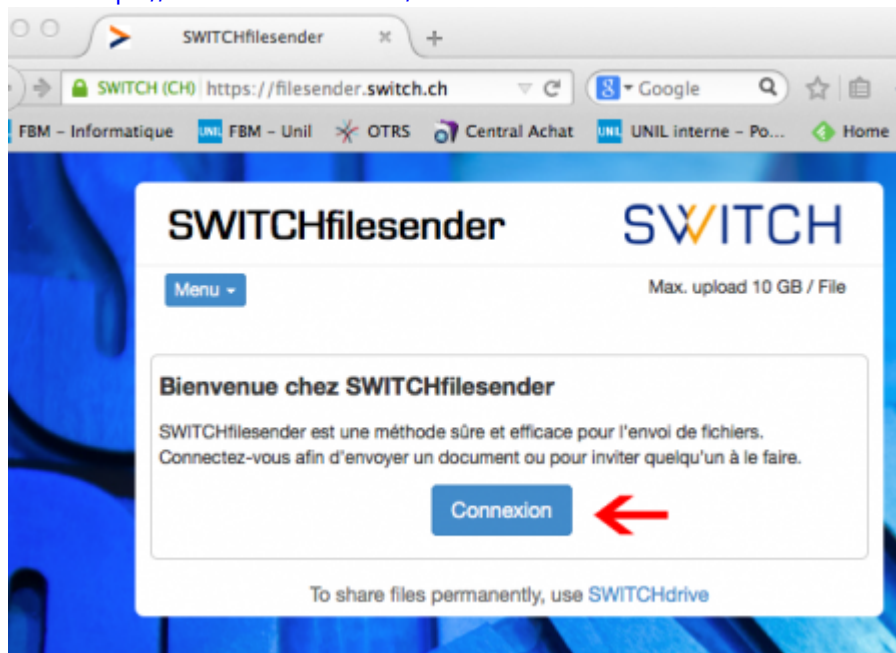 SWITCHfilesender
SWITCH (CH) https://filesender.switch.ch
Google
FBM – Informatique
UNIL FBM – Unil
OTRS
Central Achat
UNIL UNIL interne – Po...
Home
SWITCHfilesender
SWITCH
Menu
Max. upload 10 GB / File
Bienvenue chez SWITCHfilesender
SWITCHfilesender est une méthode sûre et efficace pour l'envoi de fichiers.
Connectez-vous afin d'envoyer un document ou pour inviter quelqu'un à le faire.
Connexion
To share files permanently, use SWITCHdrive